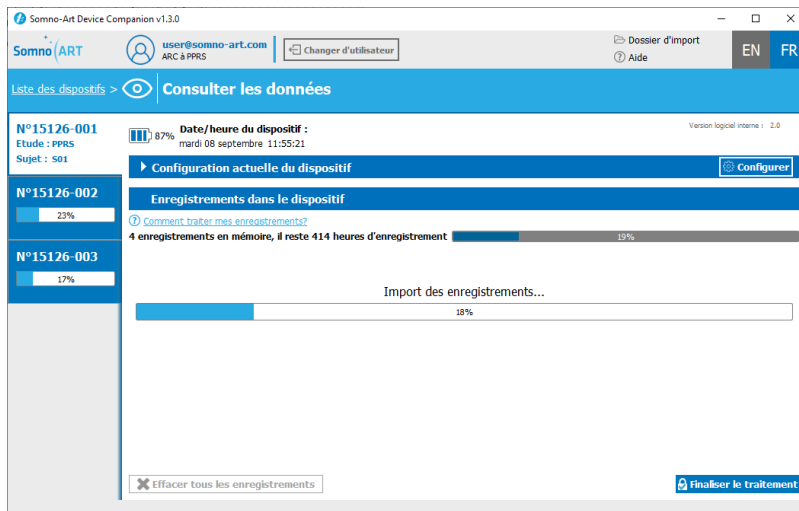 Somno-Art Device Companion v1.3.0
Somno ART
user@somno-art.com
ARC à PPRS
Changer d'utilisateur
Dossier d'import
Aide
EN
FR
Liste des dispositifs >
Consulter les données
N°15126-001
Etude : PPRS
Sujet : S01
N°15126-002
23%
N°15126-003
17%
87%
Date/heure du dispositif :
mardi 08 septembre 11:55:21
Version logiciel interne : 2.0
Configuration actuelle du dispositif
Configurer
Enregistrements dans le dispositif
? Comment traiter mes enregistrements?
4 enregistrements en mémoire, il reste 414 heures d'enregistrement
19%
Import des enregistrements...
18%
Effacer tous les enregistrements
Finaliser le traitement